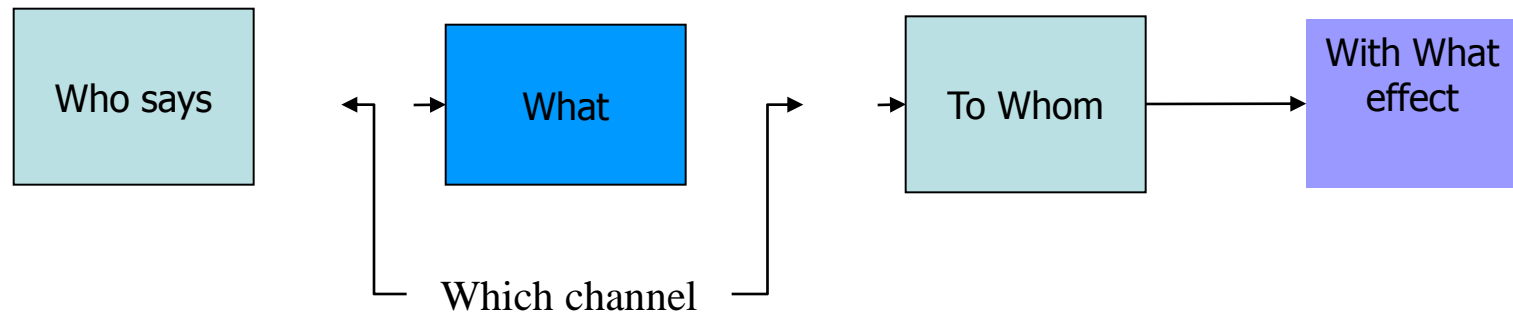 Who says
What
To Whom
With What
effect
Which channel